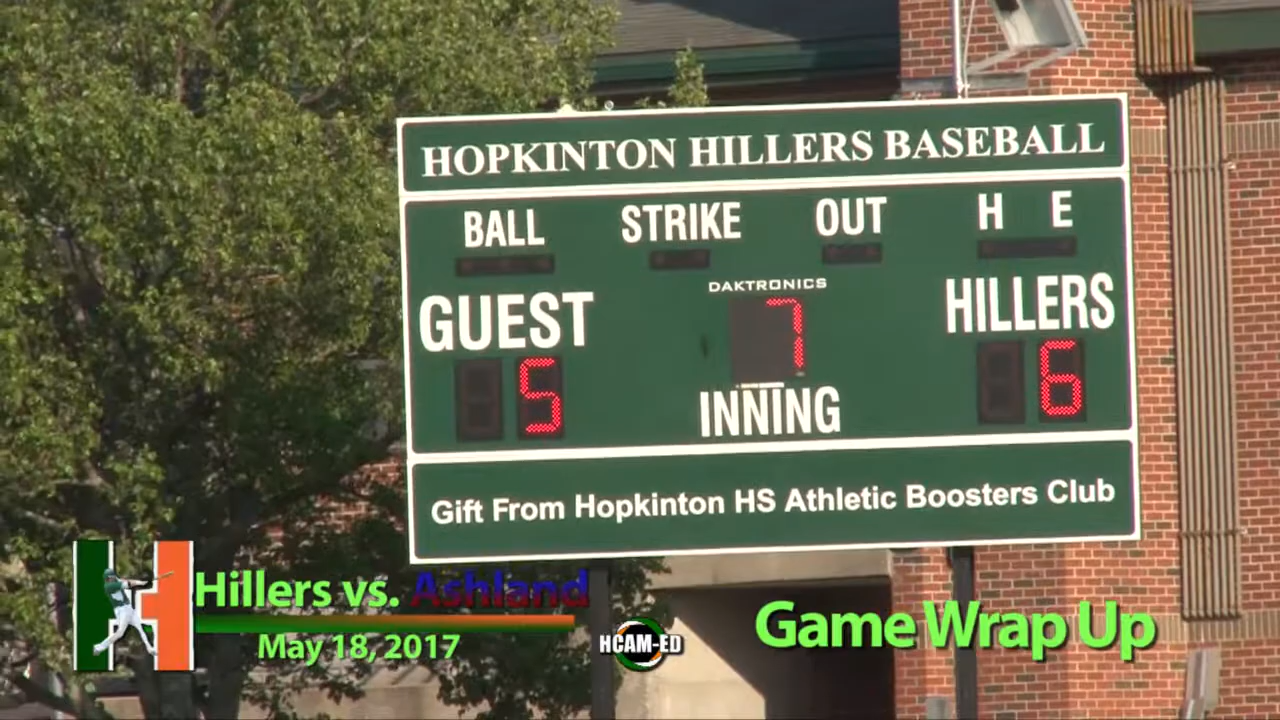 HOPKINTON HILLERS BASEBALL
BALL STRIKE OUT H E
DAKTRONICS
GUEST 7 HILLERS
5 6
INNING
Gift From Hopkinton HS Athletic Boosters Club
Hillers vs. Ashland
May 18, 2017
HCAM-ED
Game Wrap Up